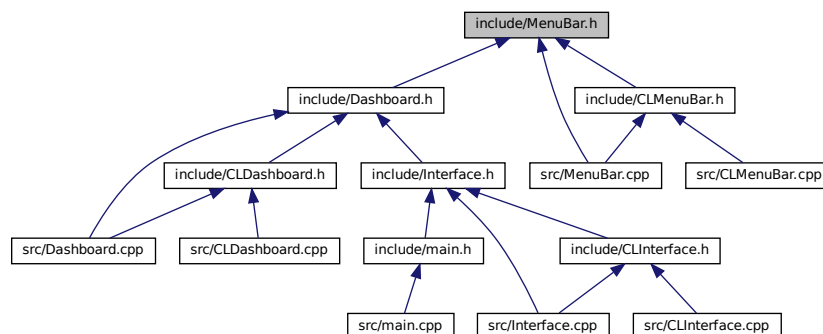 include/MenuBar.h
include/Dashboard.h
include/CLMenuBar.h
include/CLDashboard.h
include/Interface.h
src/MenuBar.cpp
src/CLMenuBar.cpp
src/Dashboard.cpp
src/CLDashboard.cpp
include/main.h
include/CLInterface.h
src/main.cpp
src/Interface.cpp
src/CLInterface.cpp